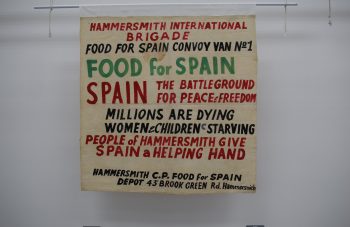 HAMMERSMITH INTERNATIONAL
BRIGADE
FOOD FOR SPAIN CONVOY VAN Nº1
FOOD for SPAIN
SPAIN THE BATTLEGROUND
FOR PEACE & FREEDOM
MILLIONS ARE DYING
WOMEN & CHILDREN STARVING
PEOPLE of HAMMERSMITH GIVE
SPAIN a HELPING HAND
HAMMERSMITH C.P. FOOD For SPAIN
DEPOT 43 BROOK GREEN Rd. Hammersmith